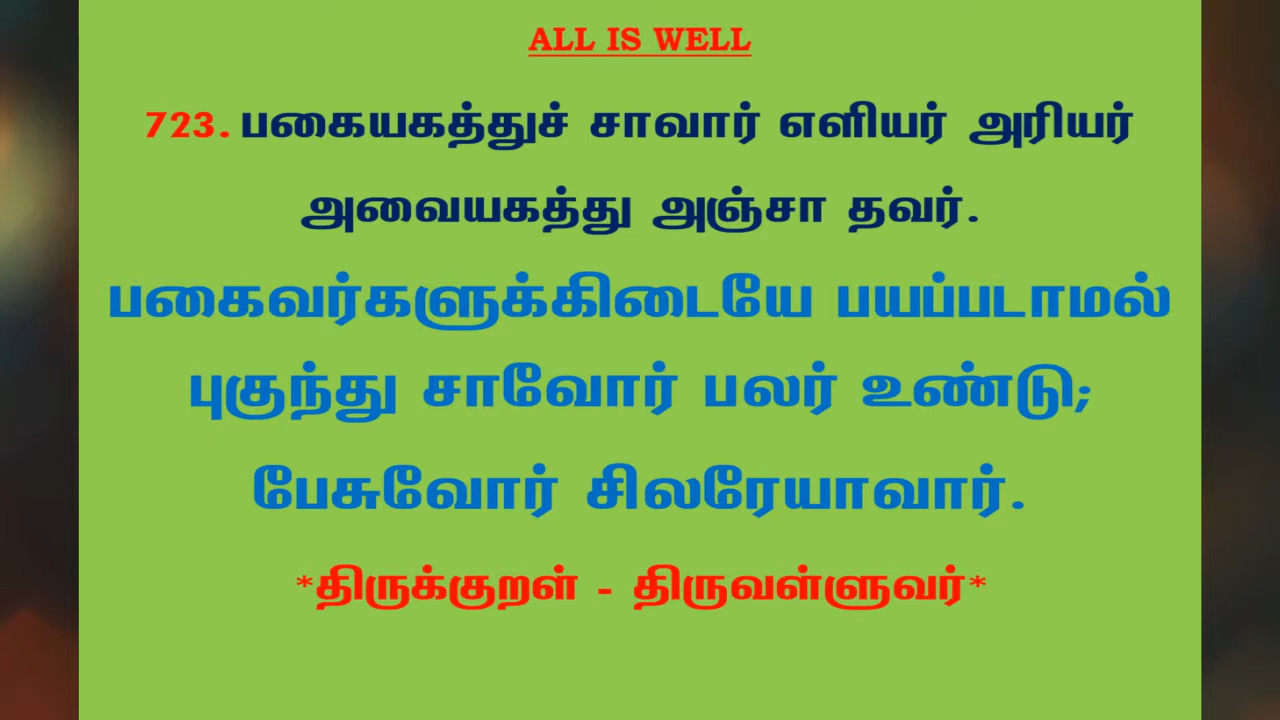 ALL IS WELL
723. பகையகத்துச் சாவார் எளியர் அரியர்
அவையகத்து அஞ்சா தவர்.
பகைவர்களுக்கிடையே பயப்படாமல்
புகுந்து சாவோர் பலர் உண்டு;
பேசுவோர் சிலரேயாவார்.
*திருக்குறள் - திருவள்ளுவர்*